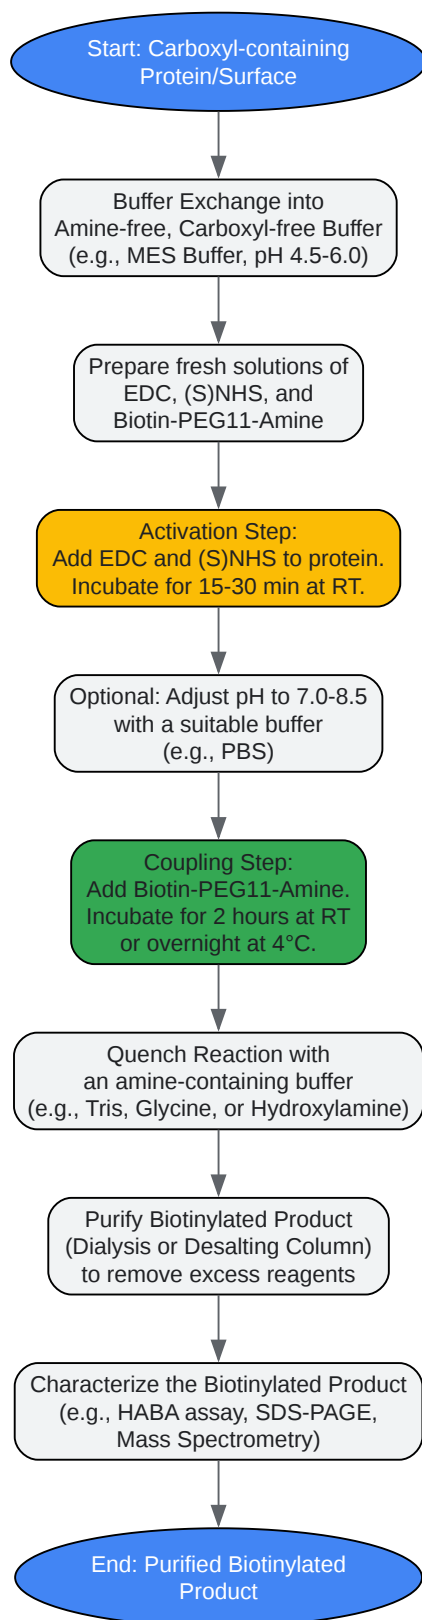 Start: Carboxyl-containing
Protein/Surface
Buffer Exchange into
Amine-free, Carboxyl-free Buffer
(e.g., MES Buffer, pH 4.5-6.0)
Prepare fresh solutions of
EDC, (S)NHS, and
Biotin-PEG11-Amine
Activation Step:
Add EDC and (S)NHS to protein.
Incubate for 15-30 min at RT.
Optional: Adjust pH to 7.0-8.5
with a suitable buffer
(e.g., PBS)
Coupling Step:
Add Biotin-PEG11-Amine.
Incubate for 2 hours at RT
or overnight at 4°C.
Quench Reaction with
an amine-containing buffer
(e.g., Tris, Glycine, or Hydroxylamine)
Purify Biotinylated Product
(Dialysis or Desalting Column)
to remove excess reagents
Characterize the Biotinylated Product
(e.g., HABA assay, SDS-PAGE,
Mass Spectrometry)
End: Purified Biotinylated
Product